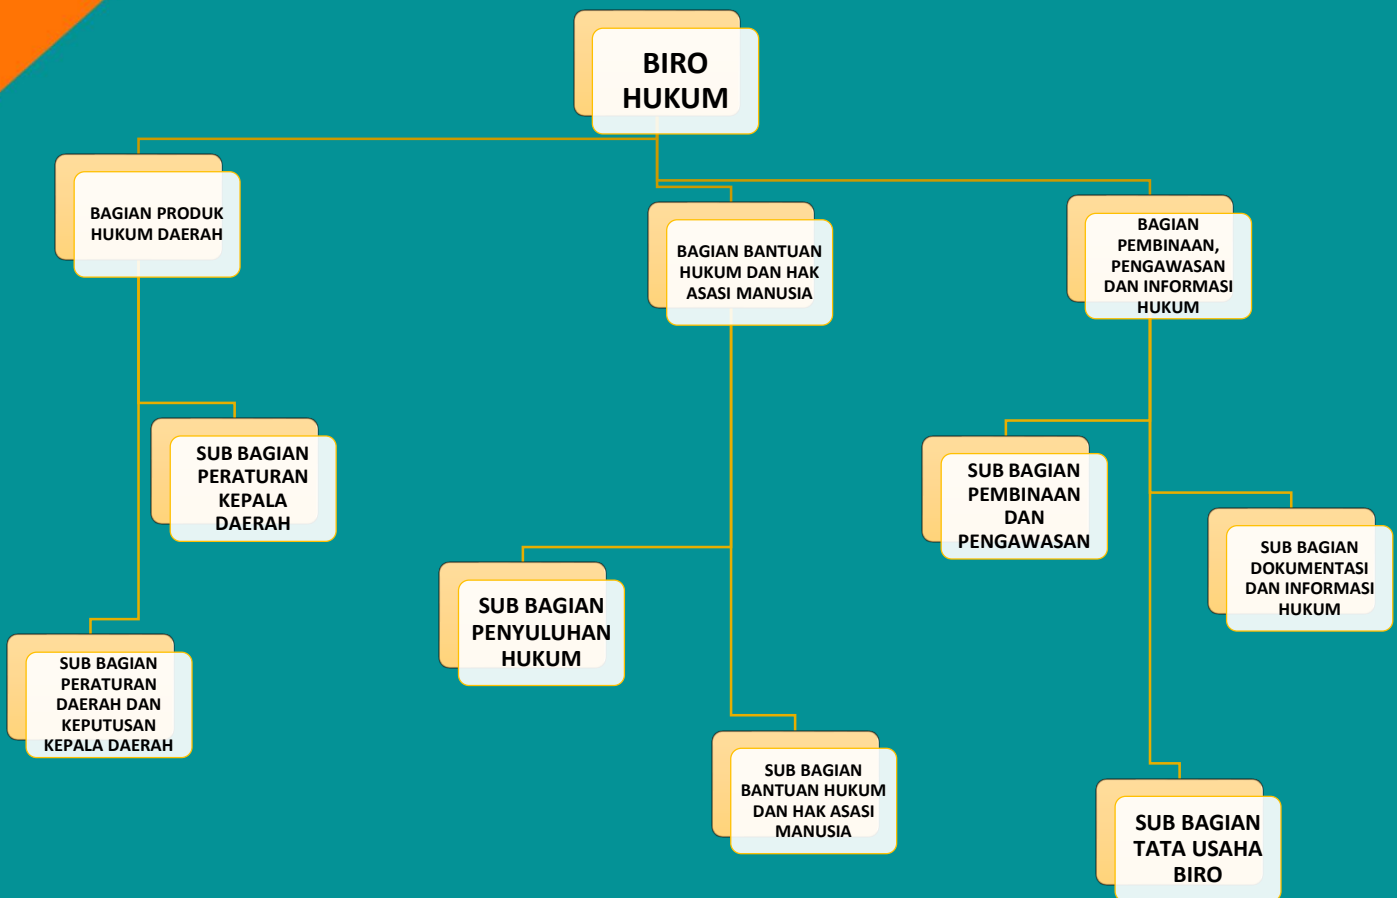 BIRO
HUKUM
BAGIAN PRODUK
HUKUM DAERAH
BAGIAN BANTUAN
HUKUM DAN HAK
ASASI MANUSIA
BAGIAN
PEMBINAAN,
PENGAWASAN
DAN INFORMASI
HUKUM
SUB BAGIAN
PERATURAN
KEPALA
DAERAH
SUB BAGIAN
PERATURAN
DAERAH DAN
KEPUTUSAN
KEPALA DAERAH
SUB BAGIAN
PENYULUHAN
HUKUM
SUB BAGIAN
BANTUAN HUKUM
DAN HAK ASASI
MANUSIA
SUB BAGIAN
PEMBINAAN
DAN
PENGAWASAN
SUB BAGIAN
DOKUMENTASI
DAN INFORMASI
HUKUM
SUB BAGIAN
TATA USAHA
BIRO